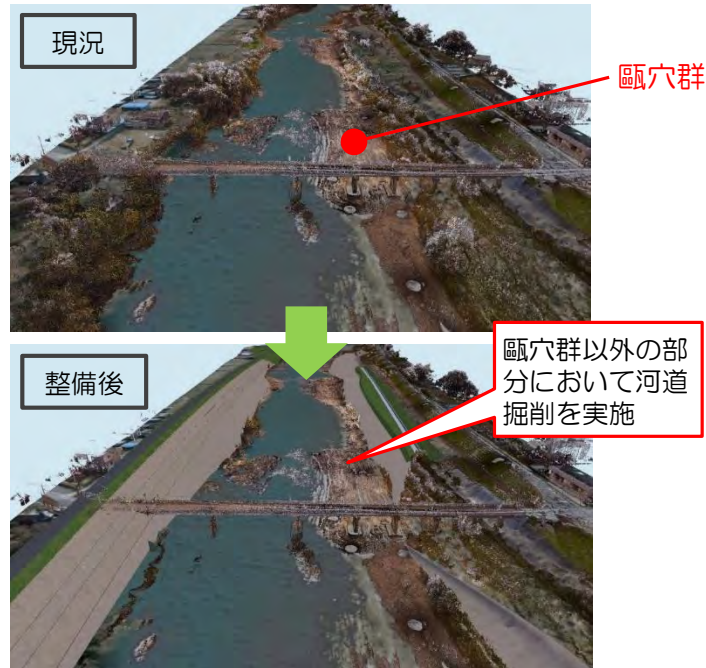 現況
甌穴群
甌穴群以外の部
分において河道
掘削を実施
整備後